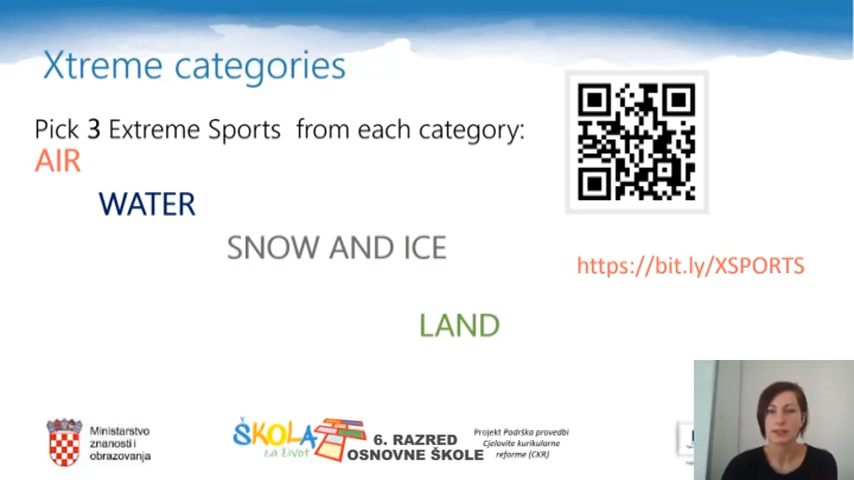 Xtreme categories
Pick 3 Extreme Sports from each category:
AIR
WATER
SNOW AND ICE
https://bit.ly/XSPORTS
LAND
Ministarstvo
znanosti i
obrazovanja
ŠKOLA
za život
6. RAZRED
OSNOVNE ŠKOLE
Projekt Podrška provedbi
Cjelovite kurikularne
reforme (CKR)